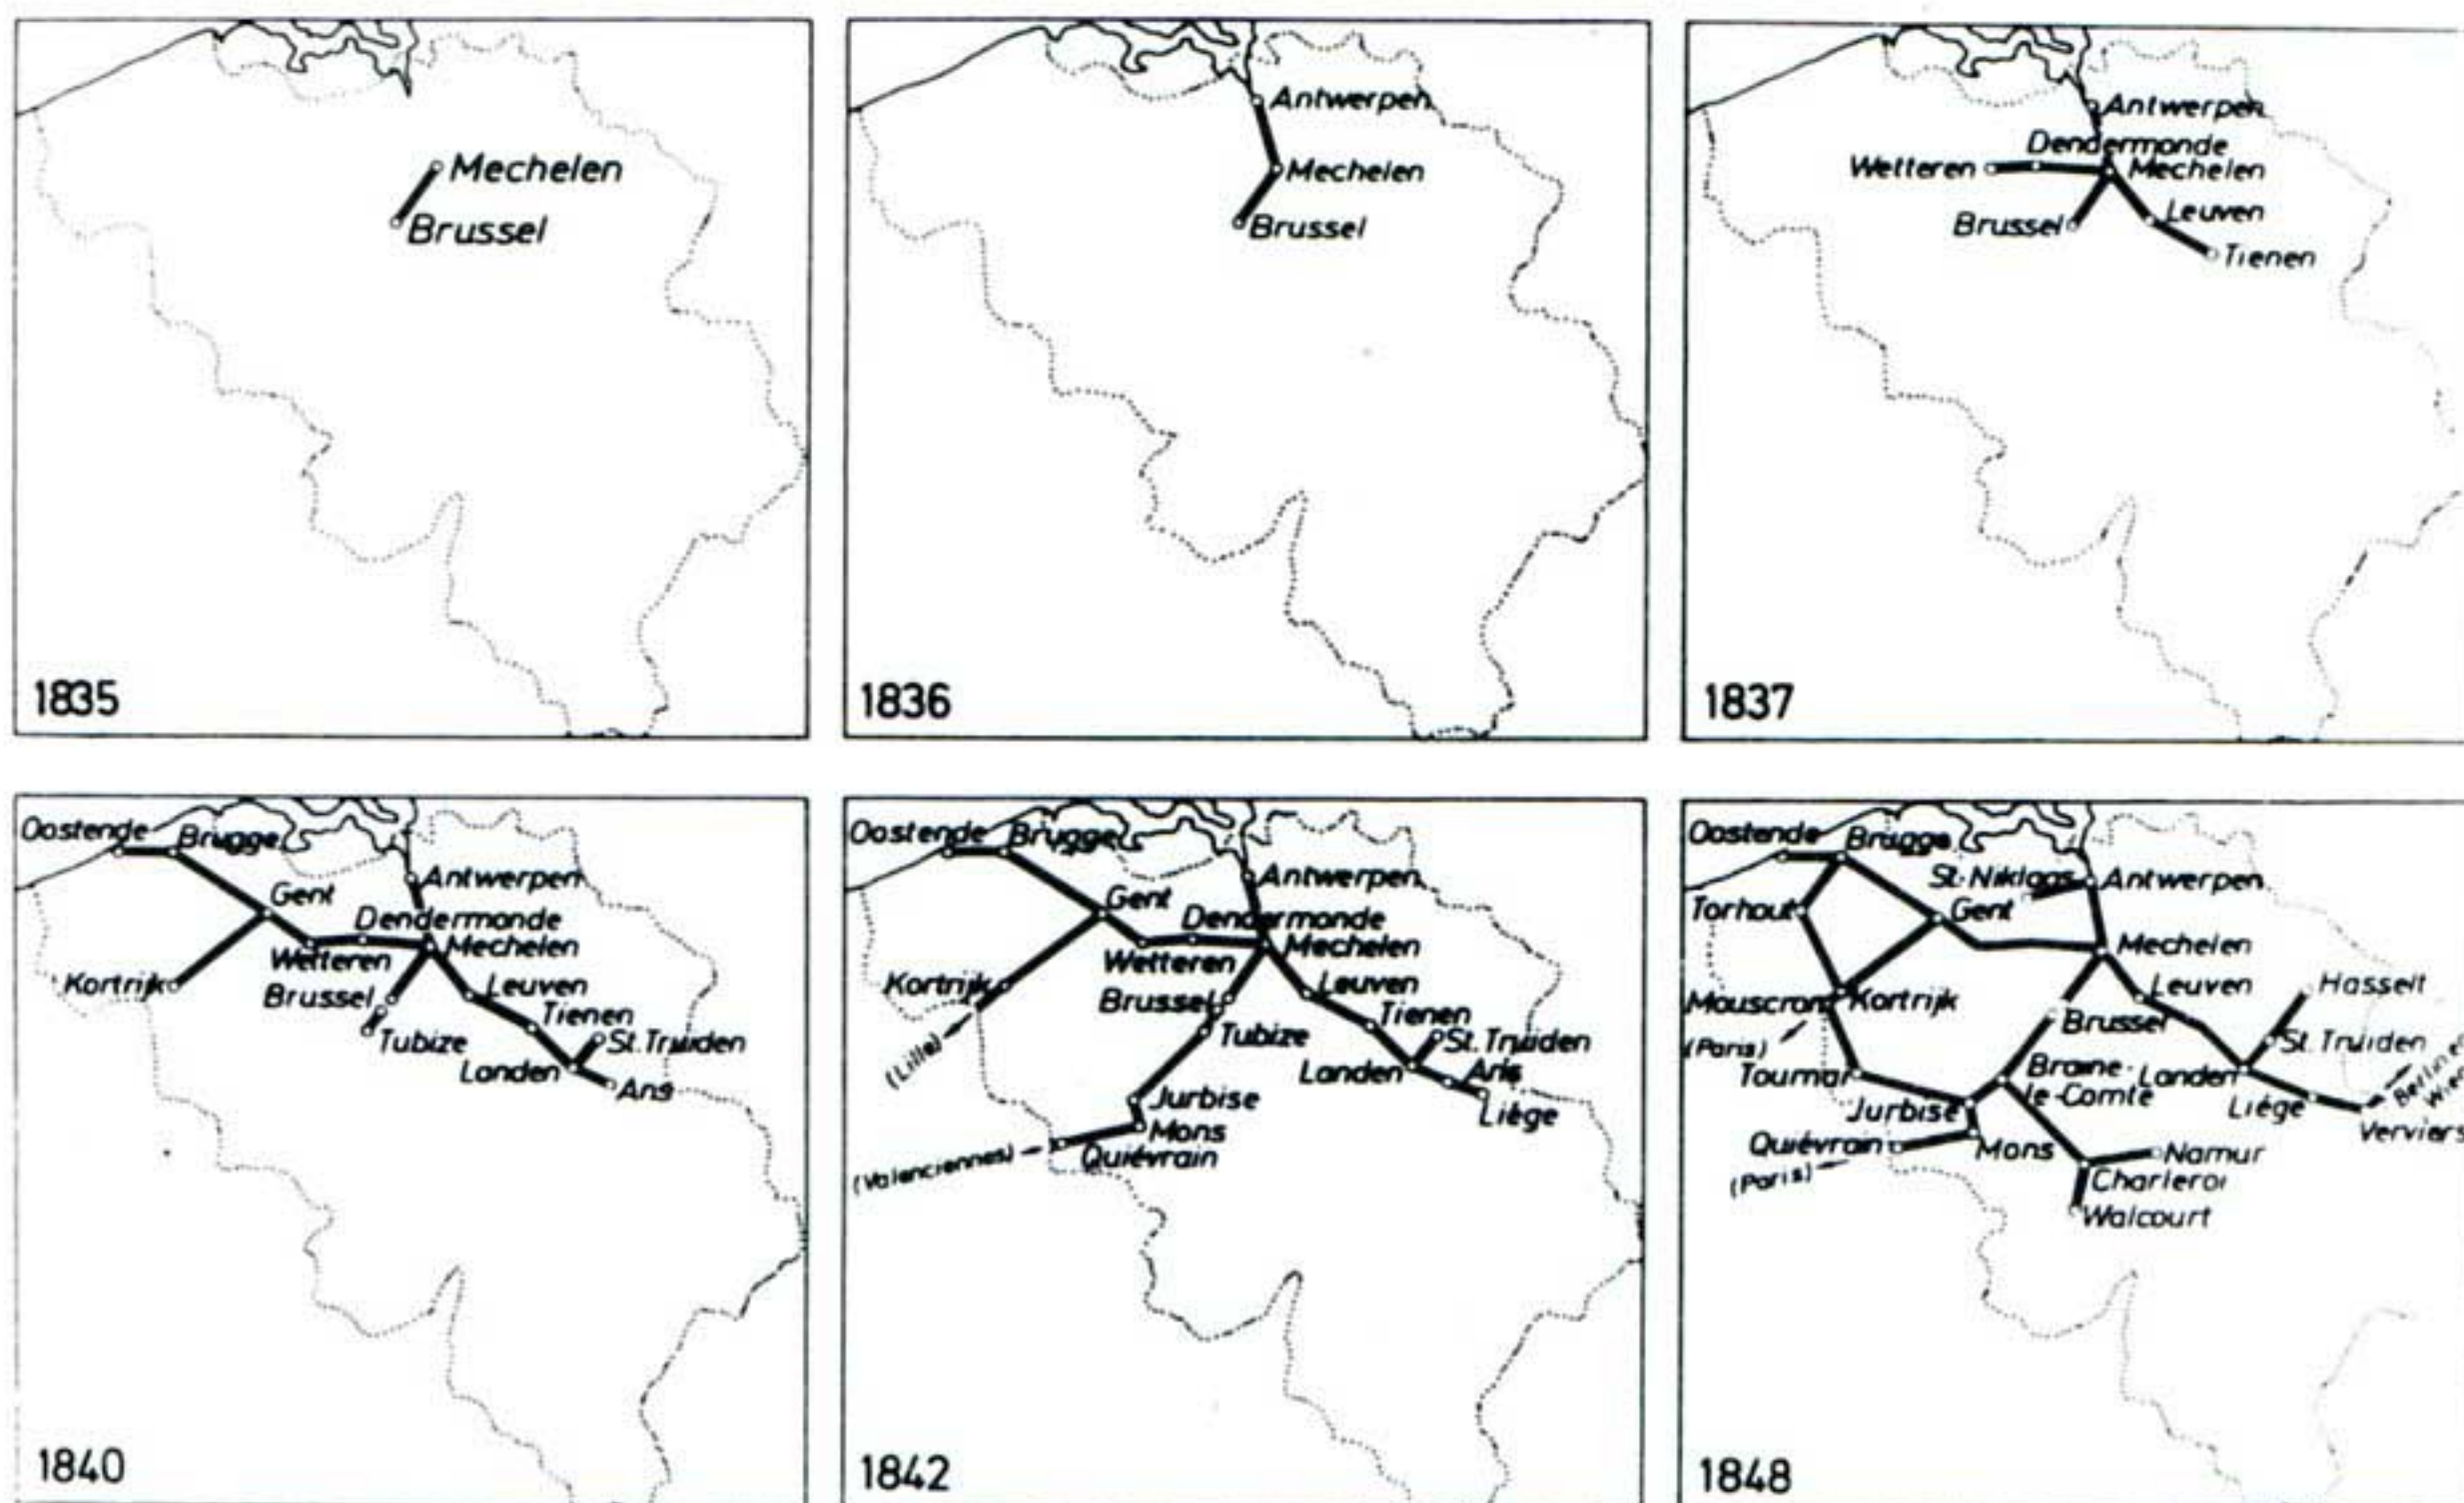 Mechelen
Brussel
1835
Antwerpen
Mechelen
Brussel
1836
Antwerpen
Dendermonde
Wetteren
Mechelen
Leuven
Brussel
Tienen
1837
Oostende
Brugge
Antwerpen
Gent
Dendermonde
Mechelen
Wetteren
Kortrijk
Brussel
Leuven
Tienen
Tubize
St. Truiden
Landen
Ans
1840
Oostende
Brugge
Antwerpen
Gent
Dendermonde
Mechelen
Wetteren
Kortrijk
Leuven
Brussel
Tienen
Tubize
St. Truiden
(Lille)
Landen
Ans
Jurbise
Liège
Mons
Quiévrain
(Valenciennes)
1842
Oostende
Brugge
St-Niklaas
Antwerpen
Torhout
Gent
Mechelen
Hasselt
Leuven
Mouscron
Kortrijk
Brussel
St. Truiden
(Paris)
Tournai
Braine-
le-Comte
Landen
Berlin en
Wien
Jurbise
Liége
Verviers
Quiévrain
Mons
Namur
(Paris)
Charleroi
Walcourt
1848